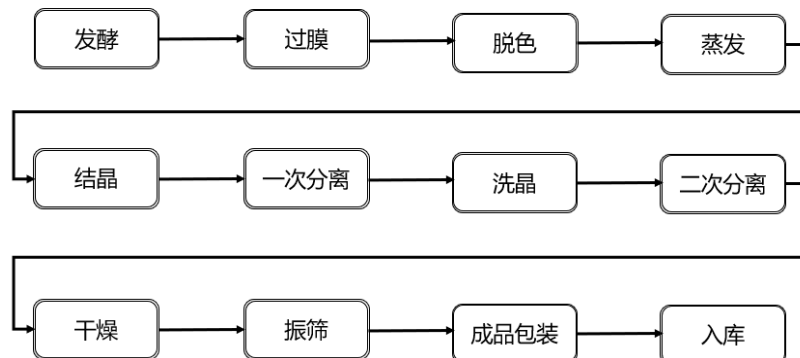 发酵
过膜
脱色
蒸发
结晶
一次分离
洗晶
二次分离
干燥
振筛
成品包装
入库